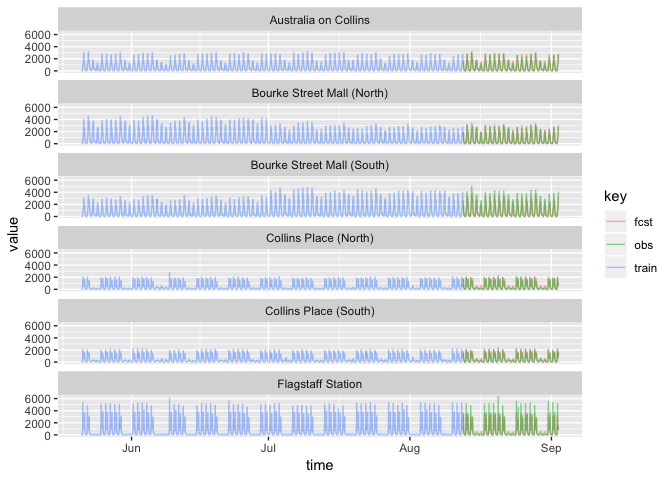 Australia on Collins
6000
4000
2000
0
Bourke Street Mall (North)
6000
4000
2000
0
Bourke Street Mall (South)
6000
4000
2000
0
Collins Place (North)
6000
4000
2000
0
Collins Place (South)
6000
4000
2000
0
Flagstaff Station
6000
4000
2000
0
value
Jun Jul Aug Sep
time
key
fcst
obs
train